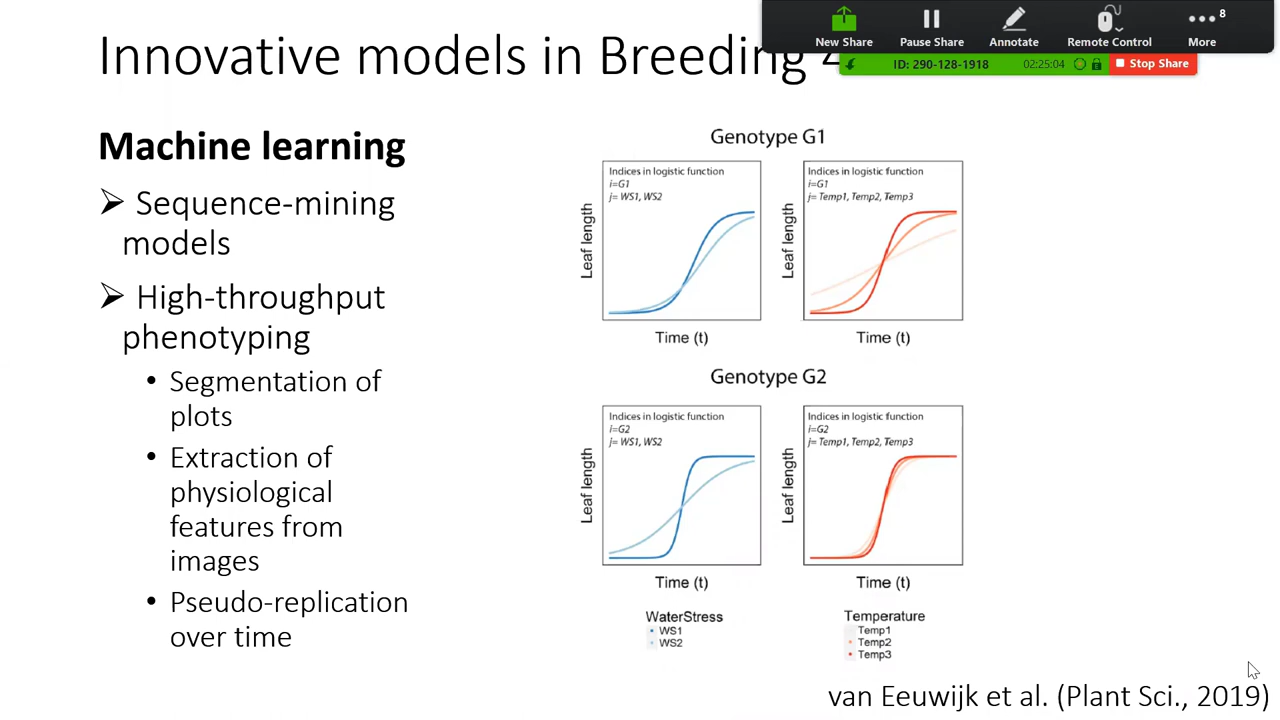 Innovative models in Breeding
New Share
Pause Share
Annotate
Remote Control
More
8
ID: 290-128-1918
02:25:04
Stop Share
Machine learning
➢ Sequence-mining
models
➢ High-throughput
phenotyping
• Segmentation of
plots
• Extraction of
physiological
features from
images
• Pseudo-replication
over time
Genotype G1
Indices in logistic function
i=G1
j= WS1, WS2
Leaf length
Time (t)
Indices in logistic function
i=G1
j= Temp1, Temp2, Temp3
Leaf length
Time (t)
Genotype G2
Indices in logistic function
i=G2
j= WS1, WS2
Leaf length
Time (t)
Indices in logistic function
i=G2
j= Temp1, Temp2, Temp3
Leaf length
Time (t)
WaterStress
WS1
WS2
Temperature
Temp1
Temp2
Temp3
van Eeuwijk et al. (Plant Sci., 2019)